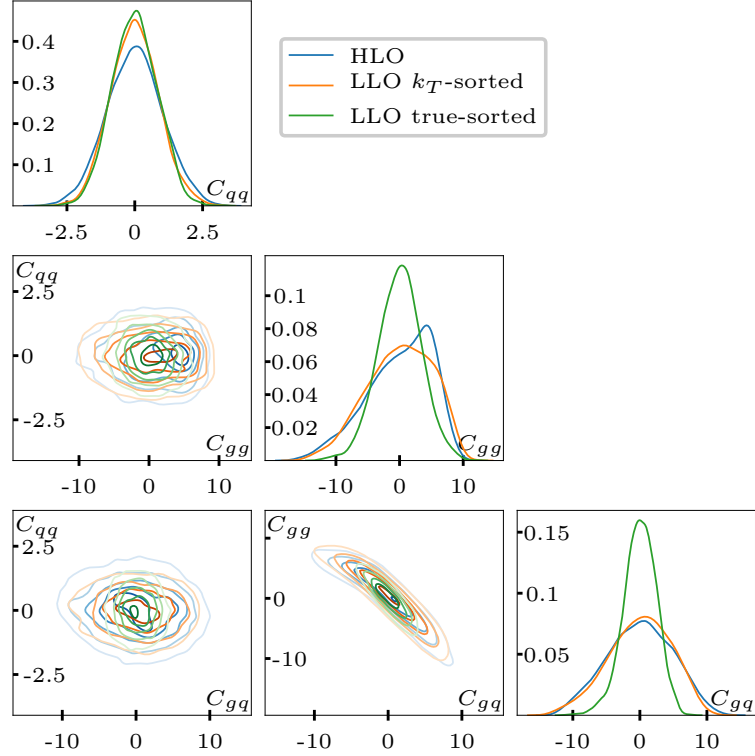 0.4
0.3
0.2
0.1
C_{qq}
-2.5 0 2.5
HLO
LLO k_T-sorted
LLO true-sorted
C_{qq}
2.5
0
-2.5
C_{gg}
-10 0 10
0.1
0.08
0.06
0.04
0.02
C_{gg}
-10 0 10
C_{qq}
2.5
0
-2.5
C_{gq}
-10 0 10
C_{gg}
0
-10
C_{gq}
-10 0 10
0.15
0.1
0.05
C_{gq}
-10 0 10